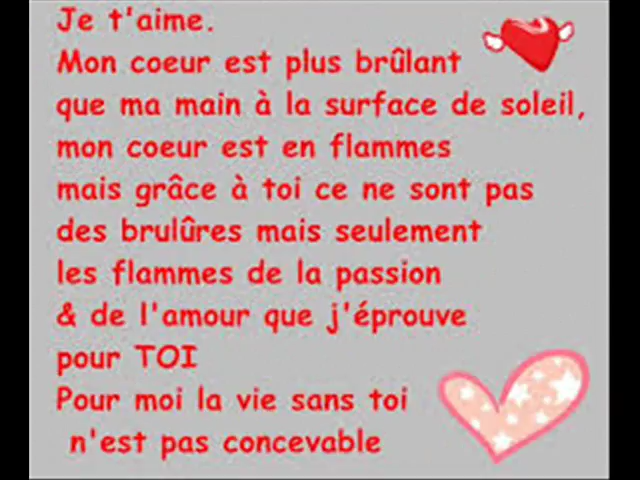 Je t'aime.
Mon coeur est plus brûlant
que ma main à la surface de soleil,
mon coeur est en flammes
mais grâce à toi ce ne sont pas
des brulûres mais seulement
les flammes de la passion
& de l'amour que j'éprouve
pour TOI
Pour moi la vie sans toi
n'est pas concevable